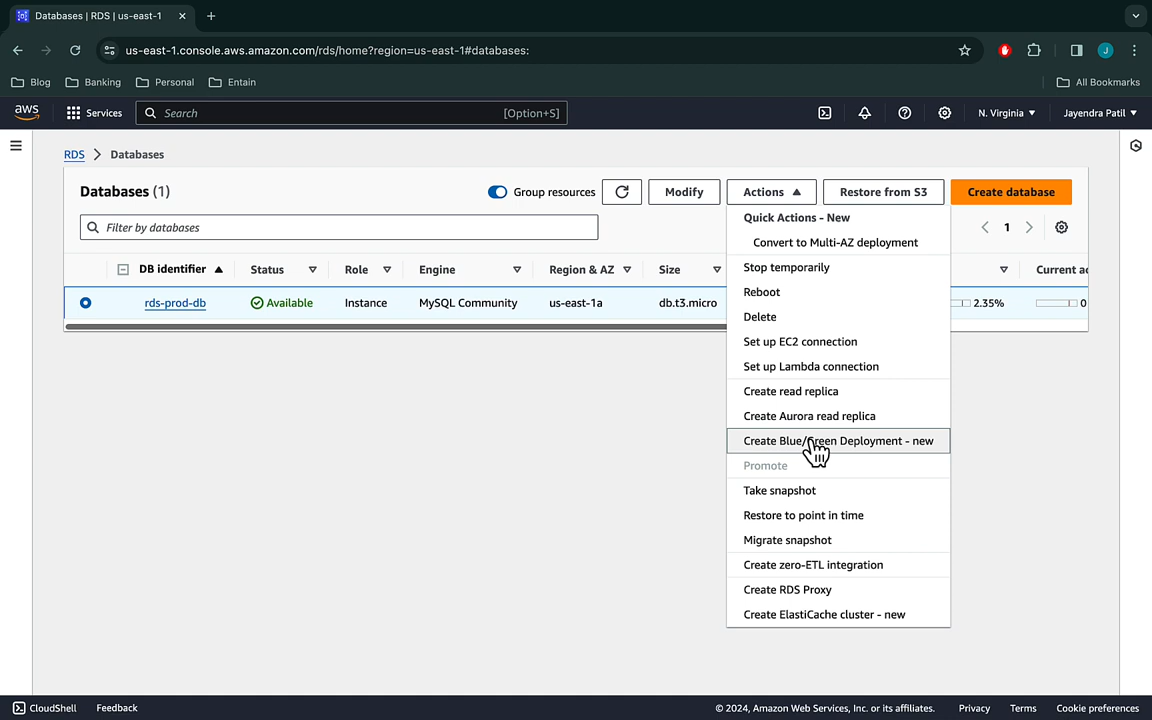 Databases | RDS | us-east-1
us-east-1.console.aws.amazon.com/rds/home?region=us-east-1#databases:
J
Blog Banking Personal Entain All Bookmarks
aws Services Search [Option+S] N. Virginia Jayendra Patil
RDS Databases
Databases (1) Group resources Modify Actions Restore from S3 Create database
Filter by databases 1
DB identifier Status Role Engine Region & AZ Size Current ac
rds-prod-db Available Instance MySQL Community us-east-1a db.t3.micro 2.35% 0
Quick Actions - New
Convert to Multi-AZ deployment
Stop temporarily
Reboot
Delete
Set up EC2 connection
Set up Lambda connection
Create read replica
Create Aurora read replica
Create Blue/Green Deployment - new
Promote
Take snapshot
Restore to point in time
Migrate snapshot
Create zero-ETL integration
Create RDS Proxy
Create ElastiCache cluster - new
CloudShell Feedback © 2024, Amazon Web Services, Inc. or its affiliates. Privacy Terms Cookie preferences